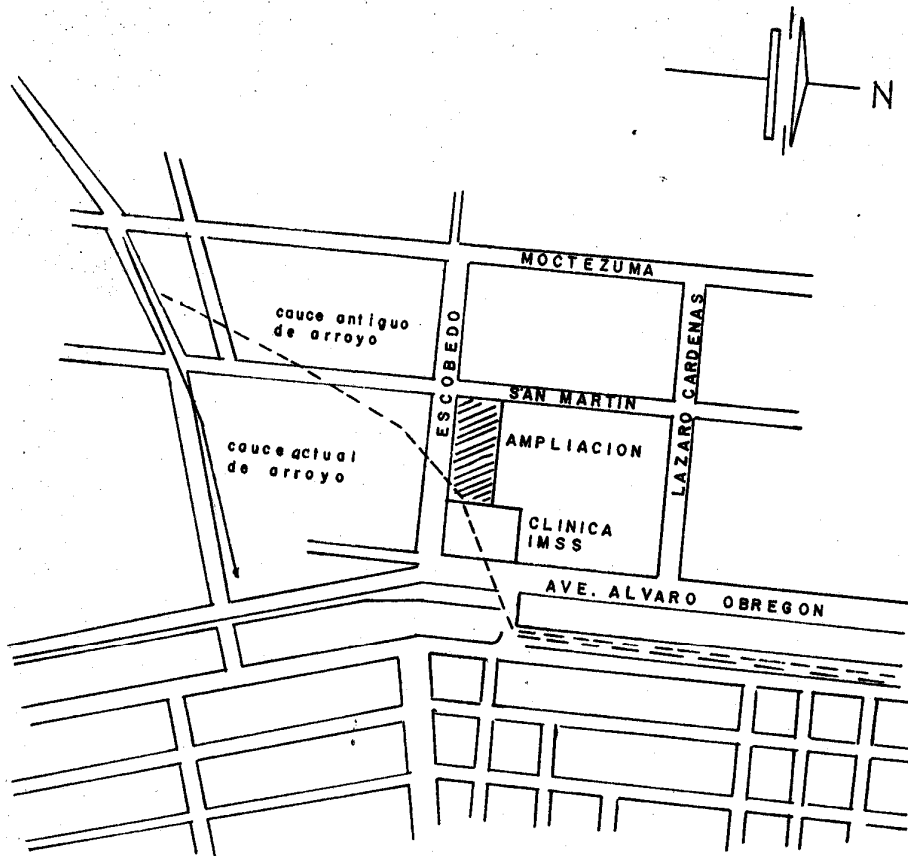 N
MOCTEZUMA
cauce antiguo
de arroyo
ESCOBEDO
LAZARO CARDENAS
SAN MARTIN
AMPLIACION
cauce actual
de arroyo
CLINICA
IMSS
AVE. ALVARO OBREGON